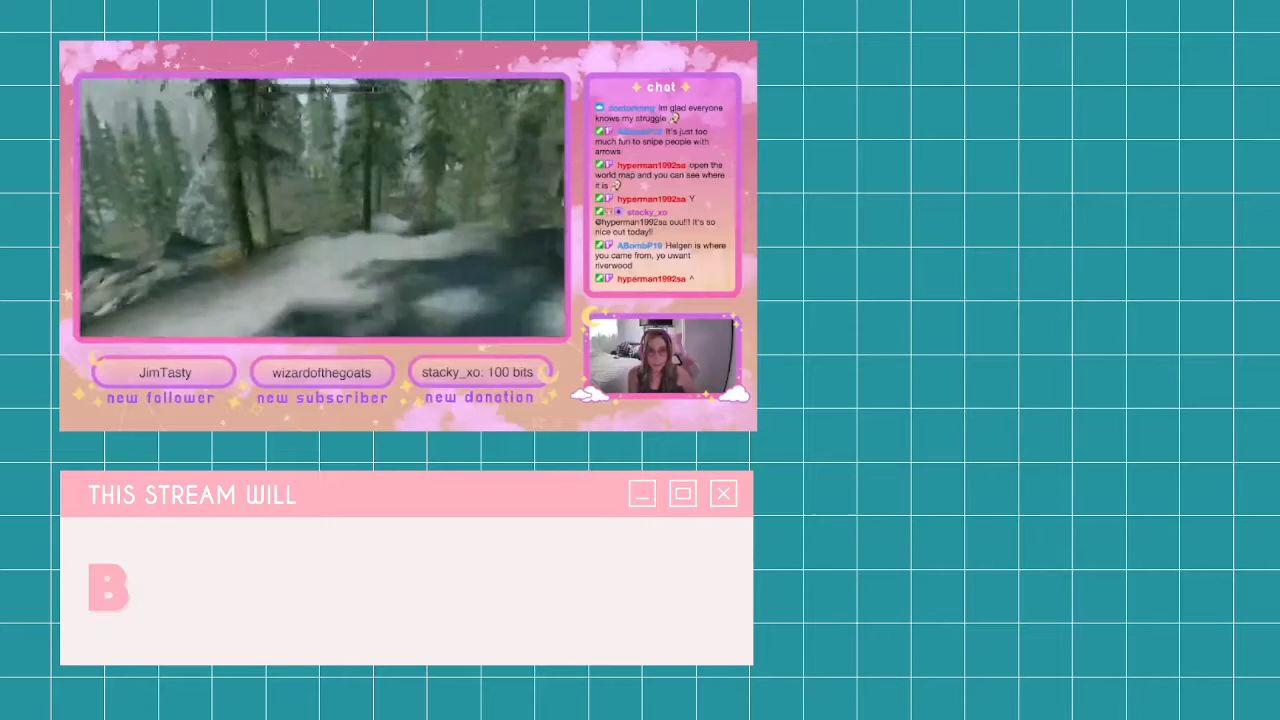 chat
doctorkrng im glad everyone
knows my struggle
ABombP19 It's just too
much fun to snipe people with
arrows
hyperman1992sa open the
world map and you can see where
it is
hyperman1992sa Y
stacky_xo
@hyperman1992sa ouu!!! It's so
nice out today!!
ABombP19 Helgen is where
you came from, yo uwant
riverwood
hyperman1992sa ^
JimTasty
wizardofthegoats
stacky_xo: 100 bits
new follower
new subscriber
new donation
THIS STREAM WILL
B